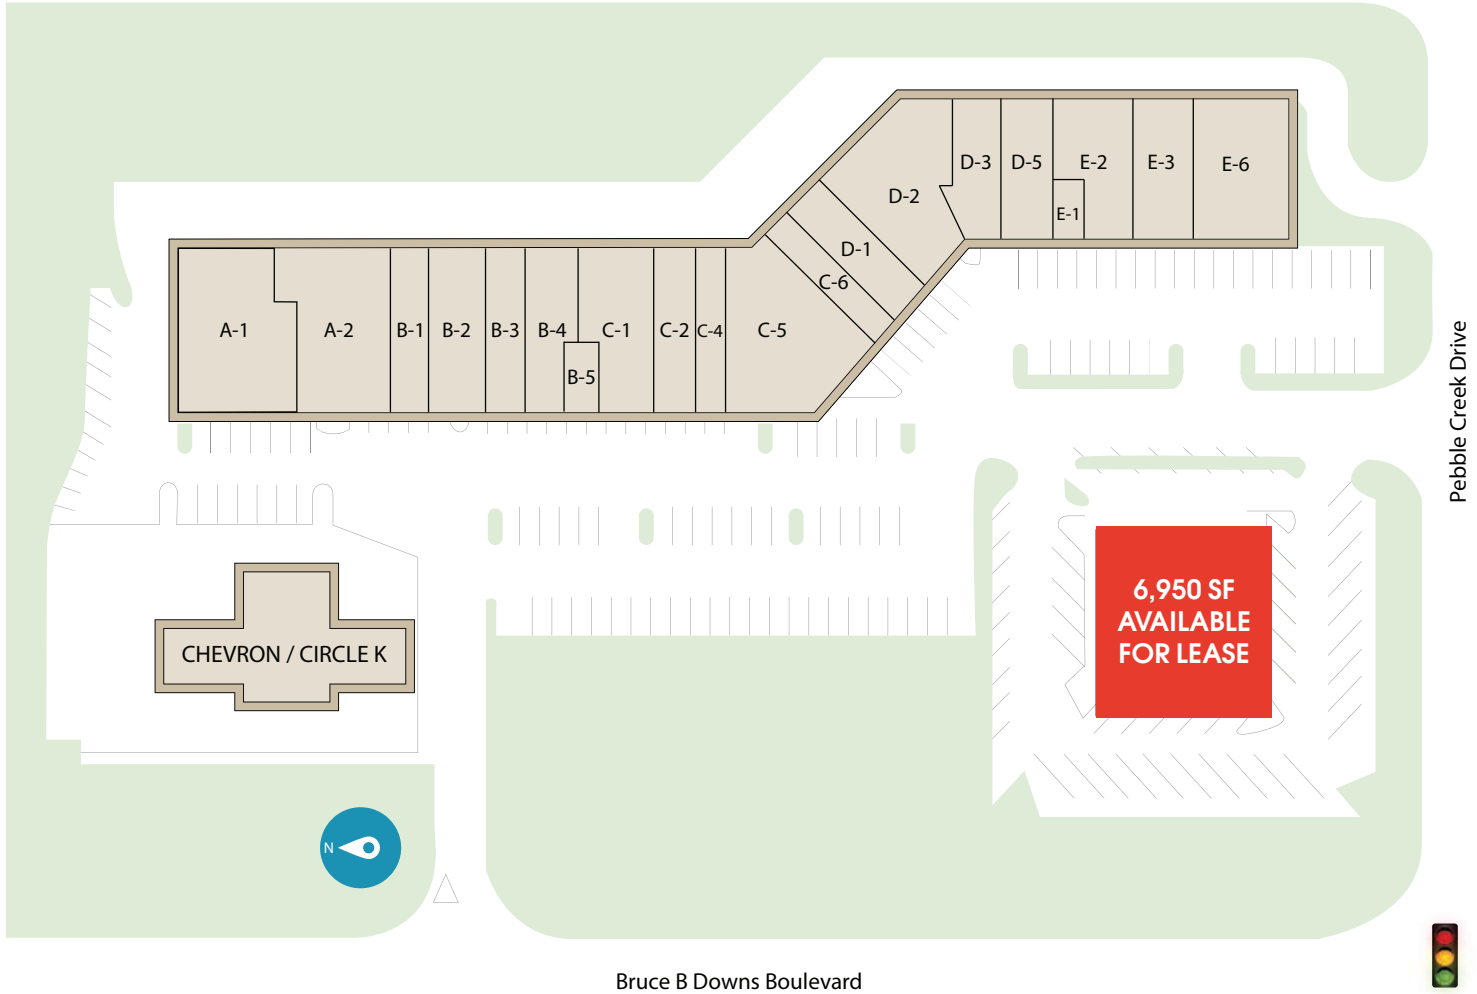 D-3
D-5
E-2
E-3
E-6
D-2
E-1
D-1
C-6
A-1
A-2
B-1
B-2
B-3
B-4
C-1
C-2
C-4
C-5
B-5
Pebble Creek Drive
6,950 SF
AVAILABLE
FOR LEASE
CHEVRON / CIRCLE K
N
Bruce B Downs Boulevard